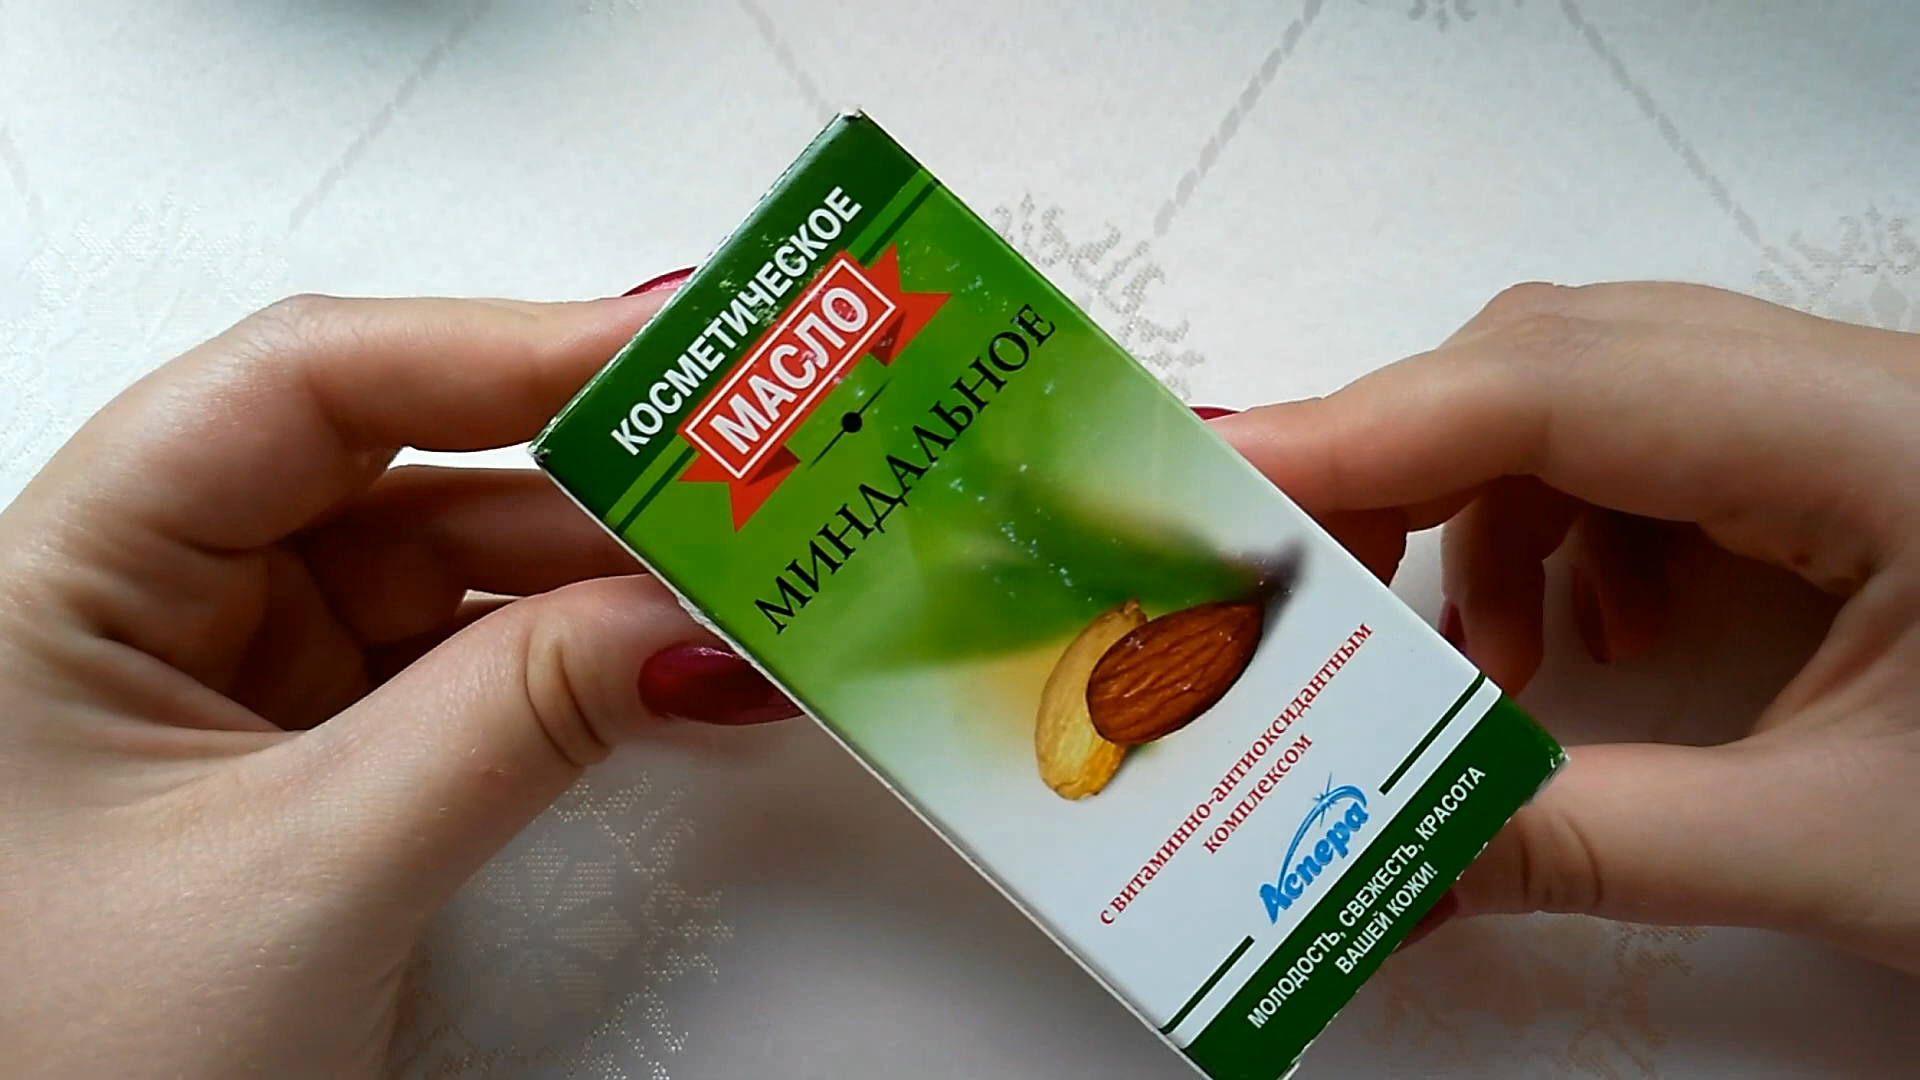 КОСМЕТИЧЕСКОЕ
МАСЛО
МИНДАЛЬНОЕ
с витаминно-антиоксидантным
комплексом
Аспера
МОЛОДОСТЬ, СВЕЖЕСТЬ, КРАСОТА
ВАШЕЙ КОЖИ!